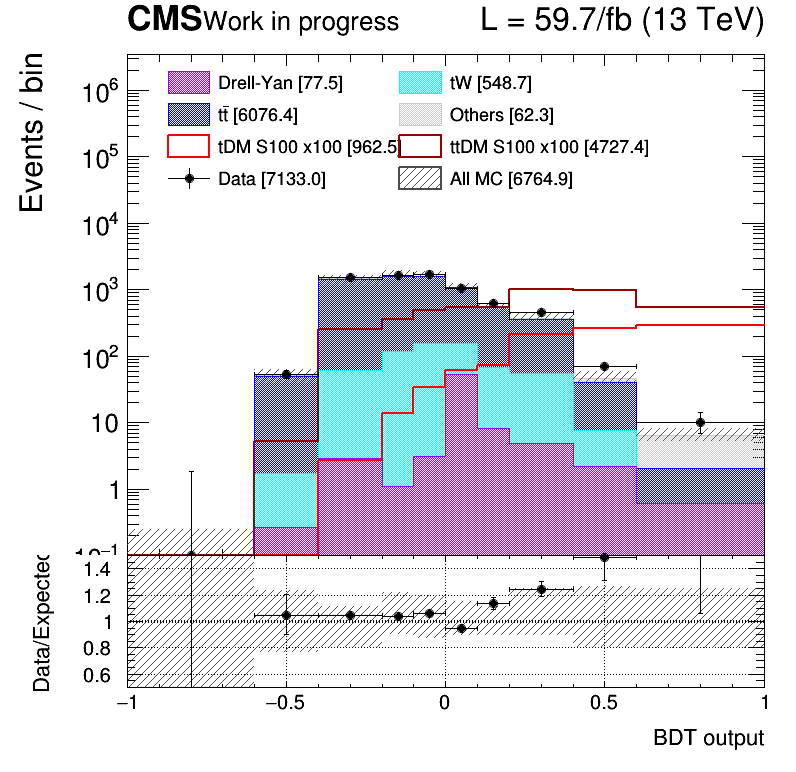 CMS Work in progress L = 59.7/fb (13 TeV)
Events / bin
Drell-Yan [77.5] tW [548.7]
tt̄ [6076.4] Others [62.3]
tDM S100 x100 [962.5] ttDM S100 x100 [4727.4]
Data [7133.0] All MC [6764.9]
10⁶
10⁵
10⁴
10³
10²
10
1
10⁻¹
Data/Expected
1.4
1.2
1
0.8
0.6
−1 −0.5 0 0.5 1
BDT output